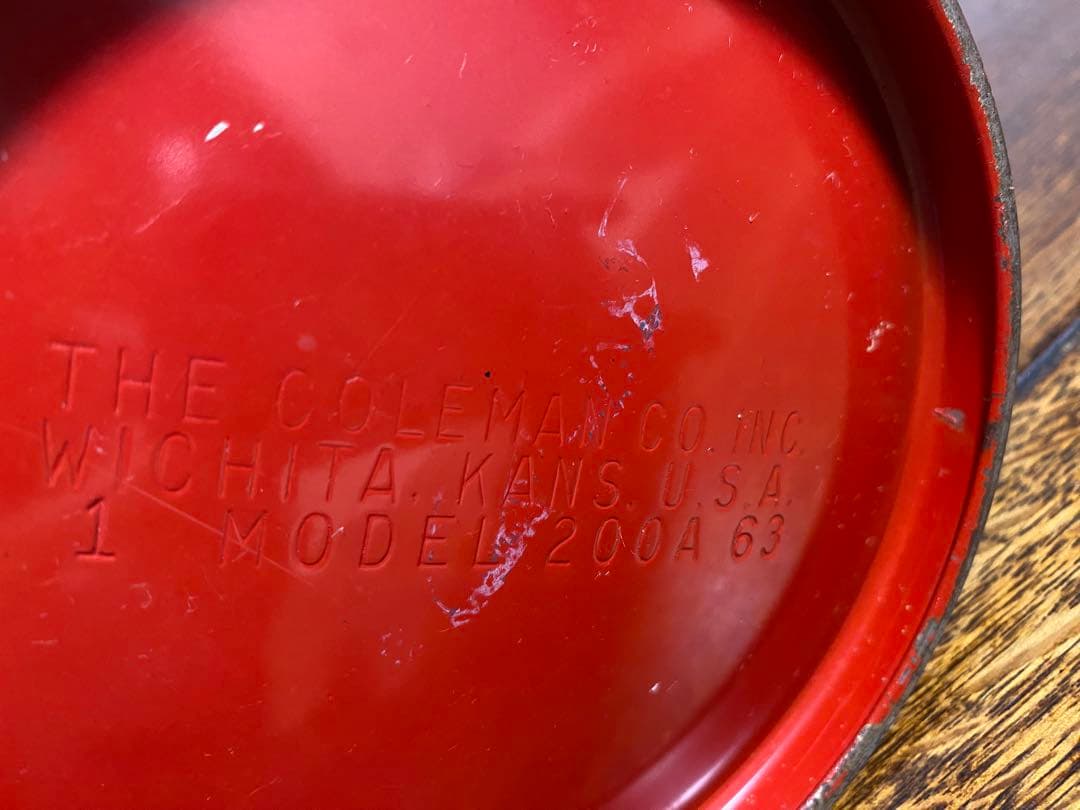 THE COLEMAN CO. INC.
WICHITA, KANS. U.S.A.
1 MODEL 200A 63